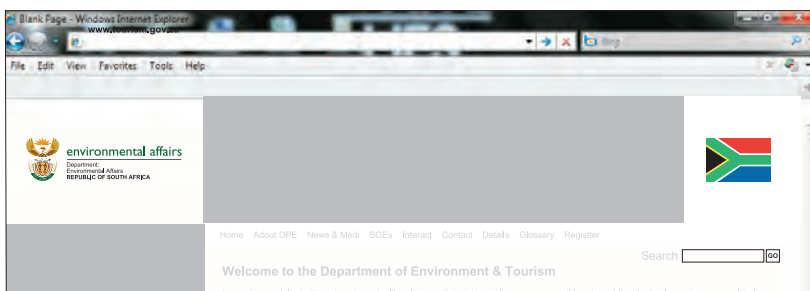 Blank Page - Windows Internet Explorer
www.tourism.gov.za
Bing
File Edit View Favorites Tools Help
environmental affairs
Department:
Environmental Affairs
REPUBLIC OF SOUTH AFRICA
Home Adout DPE News & Medi SOEs Interact Contact Details Glossary Registter
Search GO
Welcome to the Department of Environment & Tourism